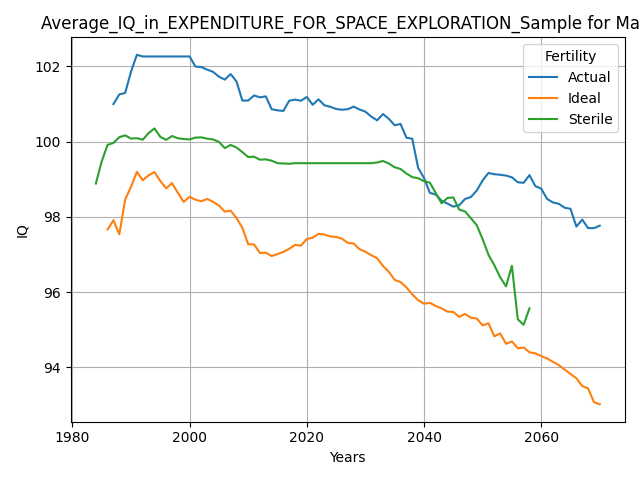 Average_IQ_in_EXPENDITURE_FOR_SPACE_EXPLORATION_Sample for Ma
Fertility
Actual
Ideal
Sterile
102
100
98
96
94
IQ
1980
2000
2020
2040
2060
Years